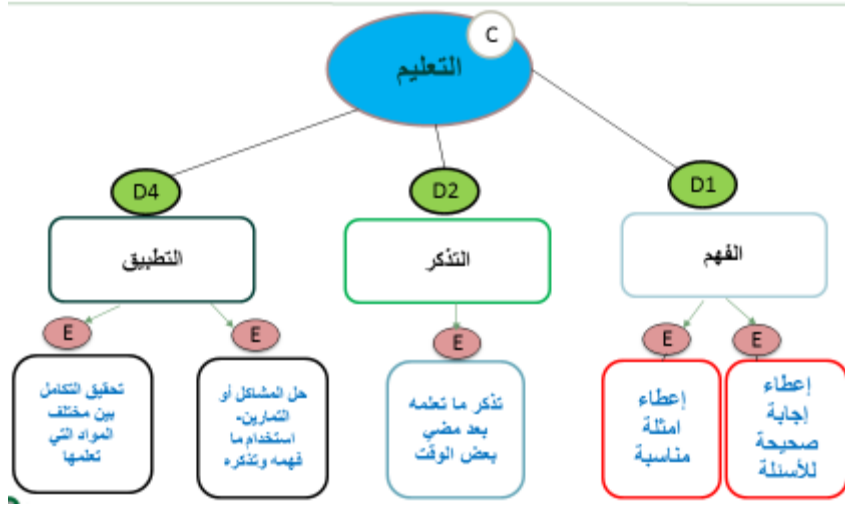 C
التعليم
D1
D2
D4
الفهم
التذكر
التطبيق
E
E
E
E
E
إعطاء
إجابة
صحيحة
للأسئلة
إعطاء
امثلة
مناسبة
تذكر ما تعلمه
بعد مضي
بعض الوقت
حل المشاكل أو
التمارين-
استخدام ما
فهمه وتذكره
تحقيق التكامل
بين مختلف
المواد التي
تعلمها